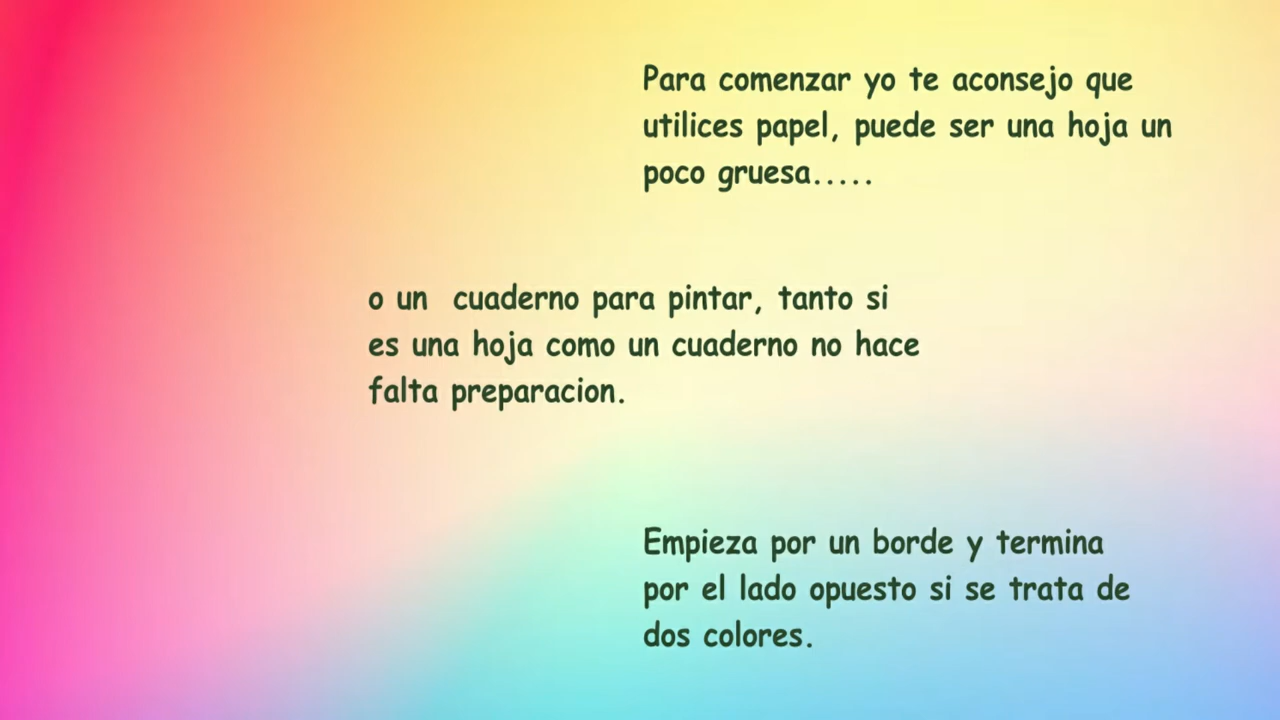 Para comenzar yo te aconsejo que
utilices papel, puede ser una hoja un
poco gruesa.....
o un  cuaderno para pintar, tanto si
es una hoja como un cuaderno no hace
falta preparacion.
Empieza por un borde y termina
por el lado opuesto si se trata de
dos colores.